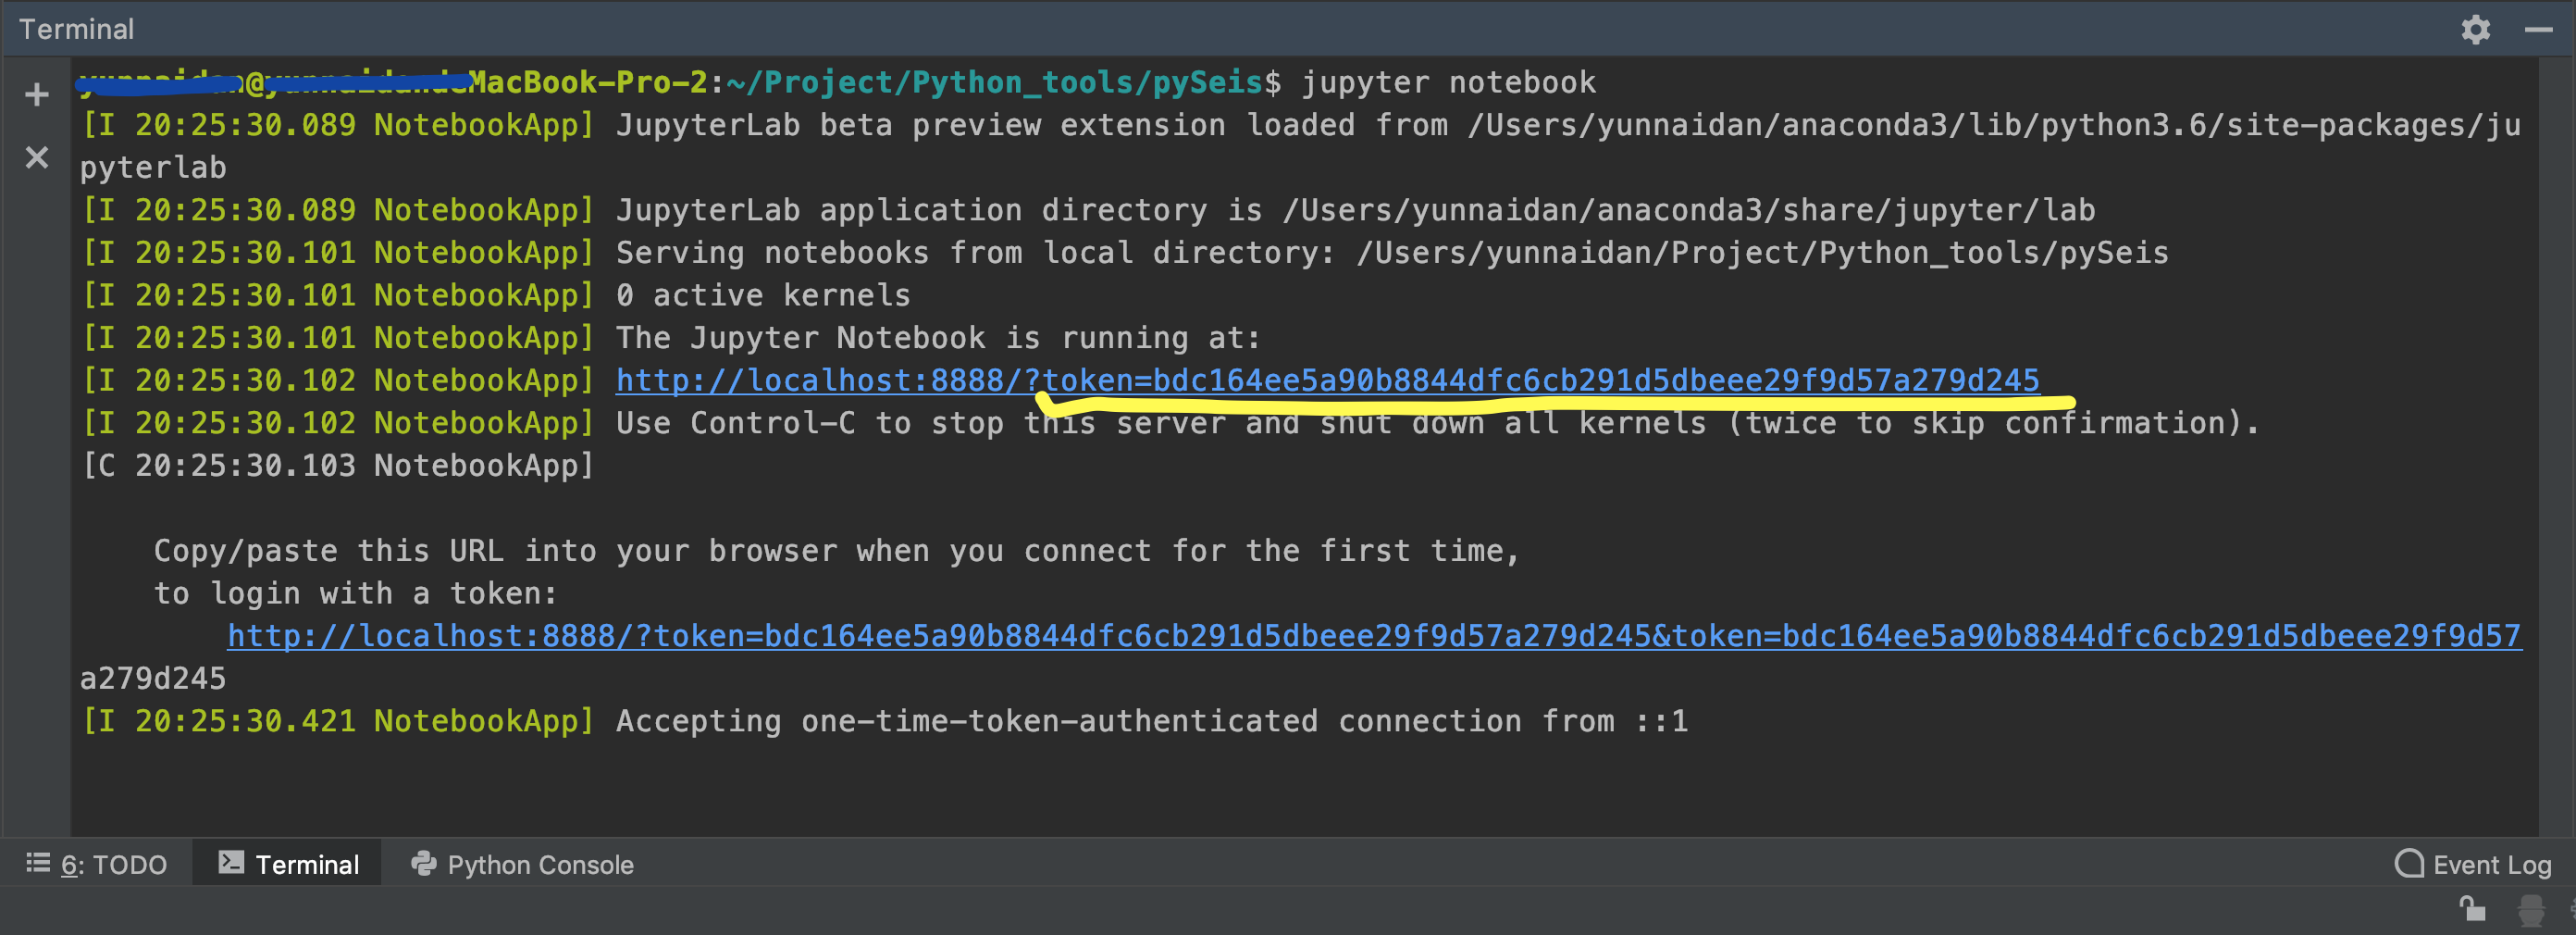 Terminal
MacBook-Pro-2:~/Project/Python_tools/pySeis$ jupyter notebook
[I 20:25:30.089 NotebookApp] JupyterLab beta preview extension loaded from /Users/yunnaidan/anaconda3/lib/python3.6/site-packages/ju
pyterlab
[I 20:25:30.089 NotebookApp] JupyterLab application directory is /Users/yunnaidan/anaconda3/share/jupyter/lab
[I 20:25:30.101 NotebookApp] Serving notebooks from local directory: /Users/yunnaidan/Project/Python_tools/pySeis
[I 20:25:30.101 NotebookApp] 0 active kernels
[I 20:25:30.101 NotebookApp] The Jupyter Notebook is running at:
[I 20:25:30.102 NotebookApp] http://localhost:8888/?token=bdc164ee5a90b8844dfc6cb291d5dbeee29f9d57a279d245
[I 20:25:30.102 NotebookApp] Use Control-C to stop this server and shut down all kernels (twice to skip confirmation).
[C 20:25:30.103 NotebookApp]
Copy/paste this URL into your browser when you connect for the first time,
to login with a token:
http://localhost:8888/?token=bdc164ee5a90b8844dfc6cb291d5dbeee29f9d57a279d245&token=bdc164ee5a90b8844dfc6cb291d5dbeee29f9d57
a279d245
[I 20:25:30.421 NotebookApp] Accepting one-time-token-authenticated connection from ::1
6: TODO
Terminal
Python Console
Event Log